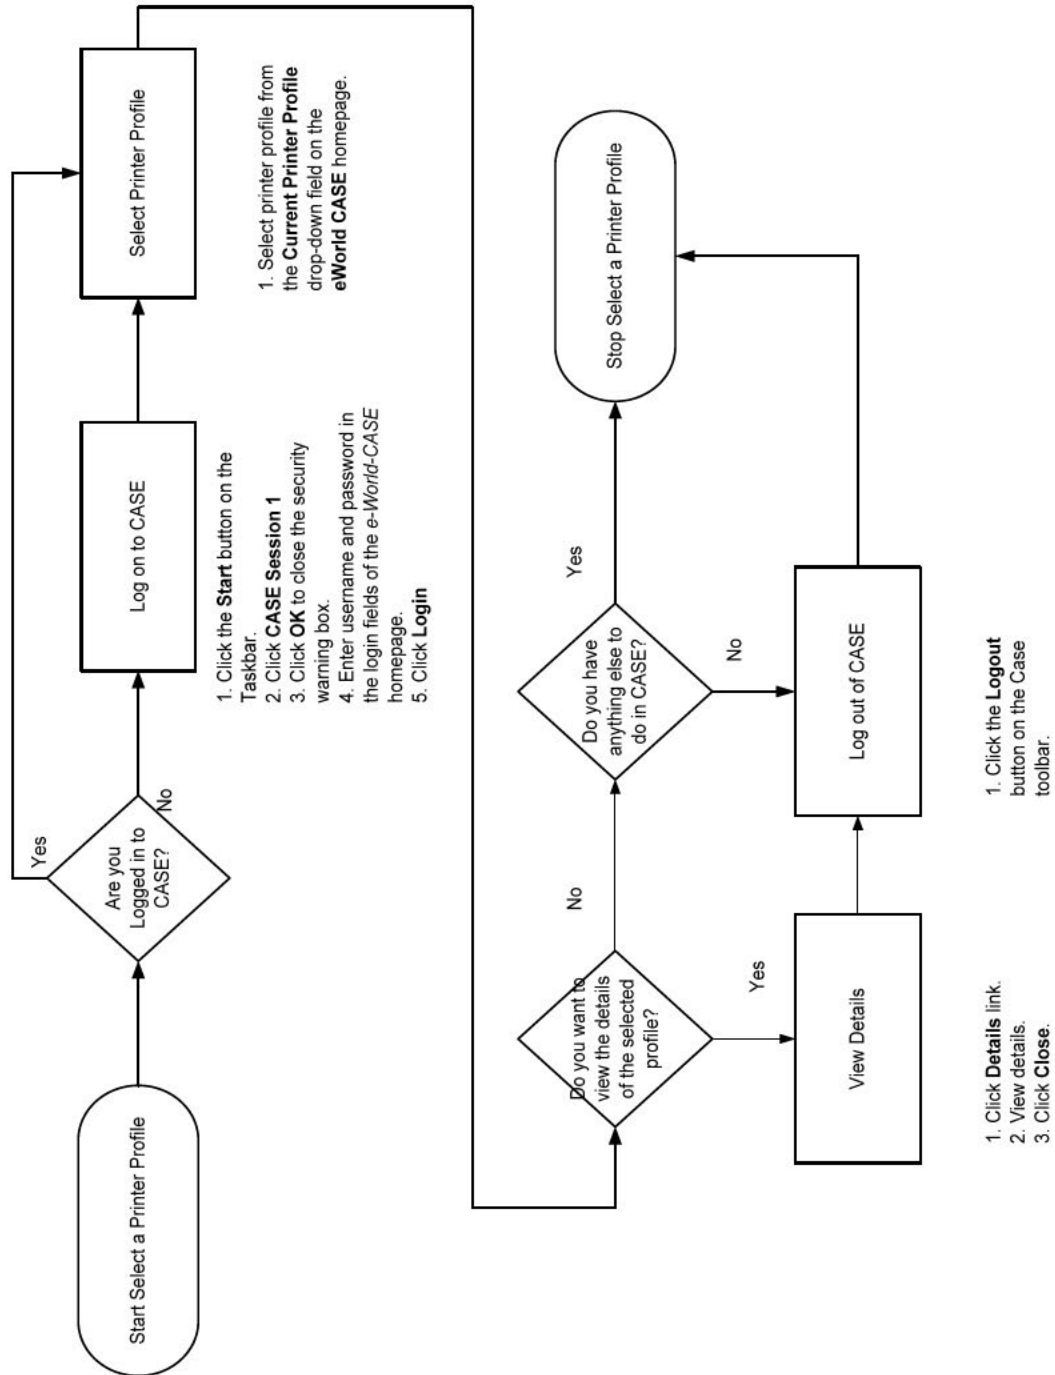 Start Select a Printer Profile
Are you
Logged in to
CASE?
Yes
No
Log on to CASE
1. Click the Start button on the
Taskbar.
2. Click CASE Session 1
3. Click OK to close the security
warning box.
4. Enter username and password in
the login fields of the e-World-CASE
homepage.
5. Click Login
Select Printer Profile
1. Select printer profile from
the Current Printer Profile
drop-down field on the
eWorld CASE homepage.
Do you want to
view the details
of the selected
profile?
No
Yes
View Details
1. Click Details link.
2. View details.
3. Click Close.
Do you have
anything else to
do in CASE?
Yes
No
Log out of CASE
1. Click the Logout
button on the Case
toolbar.
Stop Select a Printer Profile